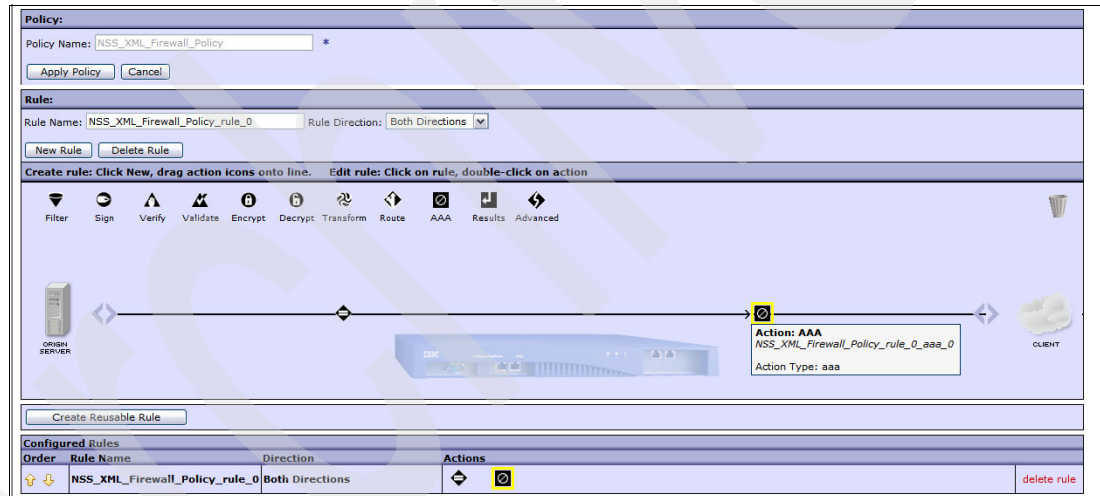 Policy:
Policy Name: NSS_XML_Firewall_Policy *
Apply Policy Cancel
Rule:
Rule Name: NSS_XML_Firewall_Policy_rule_0 Rule Direction: Both Directions
New Rule Delete Rule
Create rule: Click New, drag action icons onto line. Edit rule: Click on rule, double-click on action
Filter Sign Verify Validate Encrypt Decrypt Transform Route AAA Results Advanced
ORIGIN
SERVER
CLIENT
Action: AAA
NSS_XML_Firewall_Policy_rule_0_aaa_0
Action Type: aaa
Create Reusable Rule
Configured Rules
Order Rule Name Direction Actions
NSS_XML_Firewall_Policy_rule_0 Both Directions delete rule